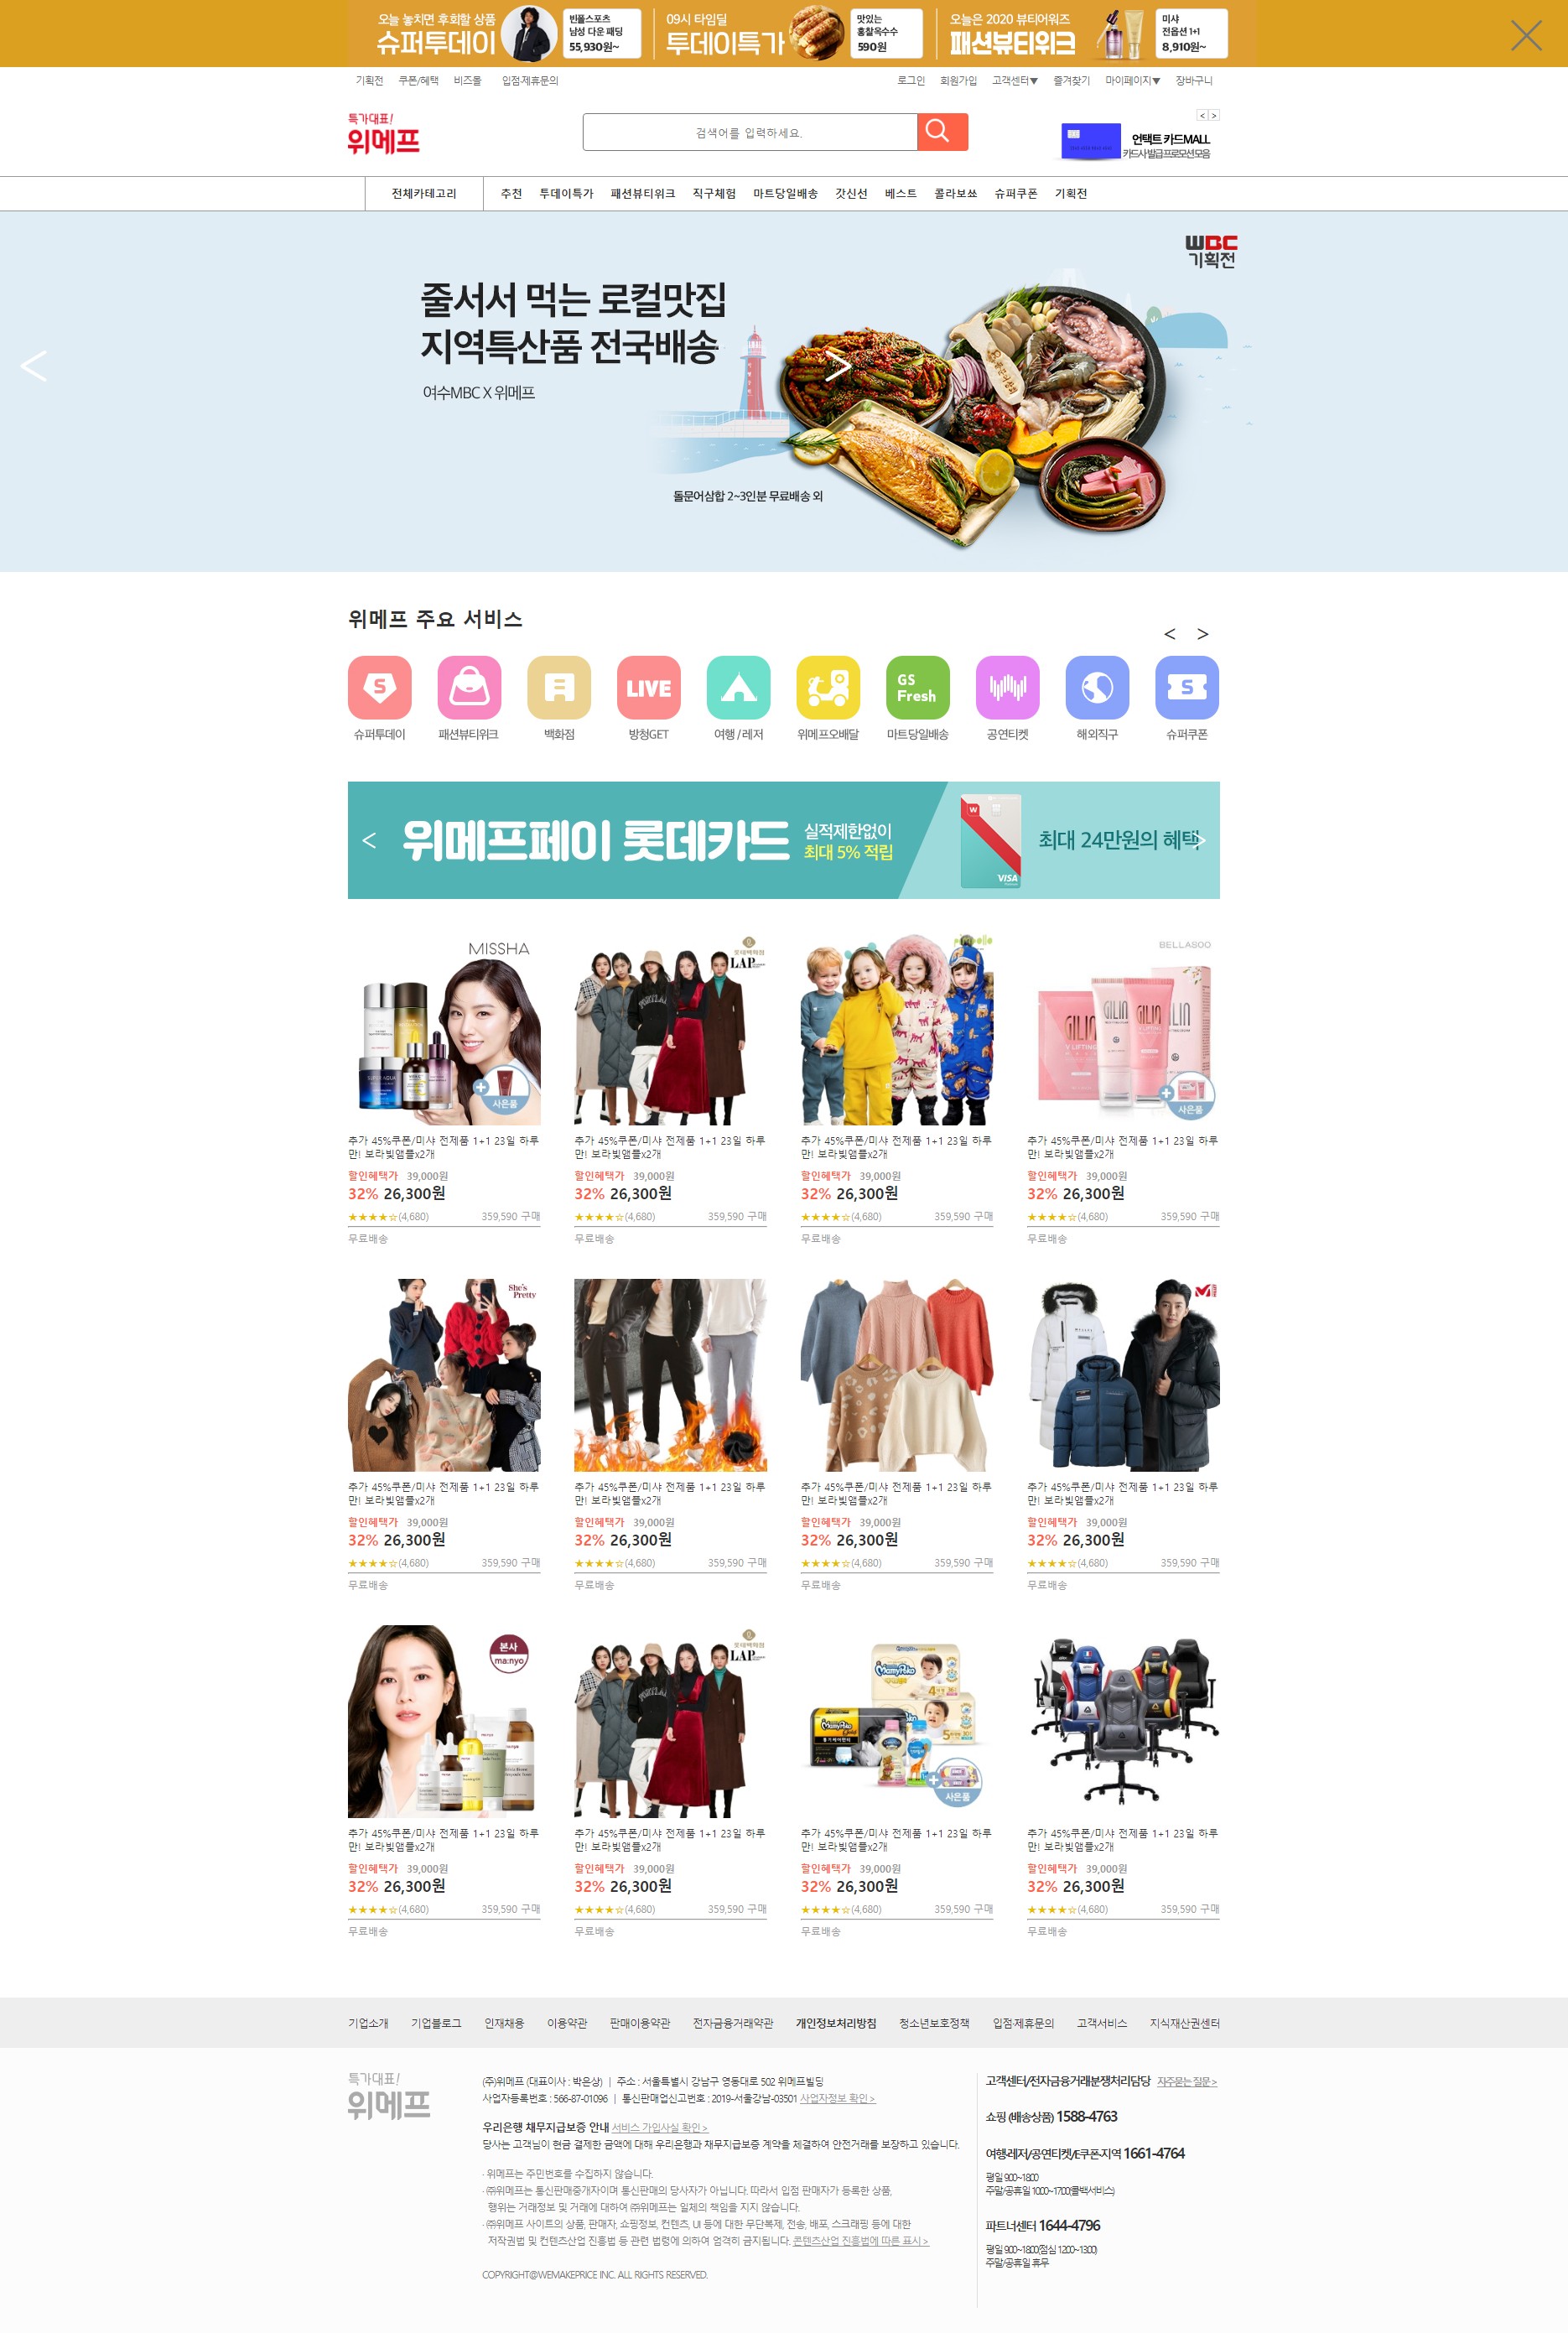 오늘 놓치면 후회할 상품
슈퍼투데이
빈폴스포츠
남성 다운 패딩
55,930원~
09시 타임딜
투데이특가
맛있는
홍찰옥수수
590원
오늘은 2020 뷰티어워즈
패션뷰티위크
미샤
전품션 1+1
8,910원~
기획전 쿠폰/혜택 비즈몰 입점·제휴문의
로그인 회원가입 고객센터▼ 즐겨찾기 마이페이지▼ 장바구니
특가대표!
위메프
검색어를 입력하세요.
< >
언택트 카드MALL
카드사 발급 프로모션 모음
전체카테고리 추천 투데이특가 패션뷰티위크 직구체험 마트당일배송 갓신선 베스트 콜라보쑈 슈퍼쿠폰 기획전
WBC
기획전
줄서서 먹는 로컬맛집
지역특산품 전국배송
여수MBC X 위메프
돌문어삼합 2~3인분 무료배송 외
< >
위메프 주요 서비스
< >
S LIVE GS Fresh S
슈퍼투데이 패션뷰티위크 백화점 방청GET 여행 / 레저 위메프오배달 마트당일배송 공연티켓 해외직구 슈퍼쿠폰
< 위메프페이 롯데카드
실적제한없이
최대 5% 적립
W
VISA
최대 24만원의 혜택 >
MISSHA
SUPER AQUA
사은품
롯데백화점
LAP
BELLABOO
GILIN
V LIFTING
사은품
추가 45%쿠폰/미샤 전제품 1+1 23일 하루
만! 보라빛앰플x2개
할인혜택가 39,000원
32% 26,300원
★★★★☆(4,680) 359,590 구매
무료배송
추가 45%쿠폰/미샤 전제품 1+1 23일 하루
만! 보라빛앰플x2개
할인혜택가 39,000원
32% 26,300원
★★★★☆(4,680) 359,590 구매
무료배송
추가 45%쿠폰/미샤 전제품 1+1 23일 하루
만! 보라빛앰플x2개
할인혜택가 39,000원
32% 26,300원
★★★★☆(4,680) 359,590 구매
무료배송
추가 45%쿠폰/미샤 전제품 1+1 23일 하루
만! 보라빛앰플x2개
할인혜택가 39,000원
32% 26,300원
★★★★☆(4,680) 359,590 구매
무료배송
She's
Pretty
추가 45%쿠폰/미샤 전제품 1+1 23일 하루
만! 보라빛앰플x2개
할인혜택가 39,000원
32% 26,300원
★★★★☆(4,680) 359,590 구매
무료배송
추가 45%쿠폰/미샤 전제품 1+1 23일 하루
만! 보라빛앰플x2개
할인혜택가 39,000원
32% 26,300원
★★★★☆(4,680) 359,590 구매
무료배송
추가 45%쿠폰/미샤 전제품 1+1 23일 하루
만! 보라빛앰플x2개
할인혜택가 39,000원
32% 26,300원
★★★★☆(4,680) 359,590 구매
무료배송
추가 45%쿠폰/미샤 전제품 1+1 23일 하루
만! 보라빛앰플x2개
할인혜택가 39,000원
32% 26,300원
★★★★☆(4,680) 359,590 구매
무료배송
본사
ma:nyo
롯데백화점
LAP
MamyPoko
4
MamyPoko
5
사은품
추가 45%쿠폰/미샤 전제품 1+1 23일 하루
만! 보라빛앰플x2개
할인혜택가 39,000원
32% 26,300원
★★★★☆(4,680) 359,590 구매
무료배송
추가 45%쿠폰/미샤 전제품 1+1 23일 하루
만! 보라빛앰플x2개
할인혜택가 39,000원
32% 26,300원
★★★★☆(4,680) 359,590 구매
무료배송
추가 45%쿠폰/미샤 전제품 1+1 23일 하루
만! 보라빛앰플x2개
할인혜택가 39,000원
32% 26,300원
★★★★☆(4,680) 359,590 구매
무료배송
추가 45%쿠폰/미샤 전제품 1+1 23일 하루
만! 보라빛앰플x2개
할인혜택가 39,000원
32% 26,300원
★★★★☆(4,680) 359,590 구매
무료배송
기업소개 기업블로그 인재채용 이용약관 판매이용약관 전자금융거래약관 개인정보처리방침 청소년보호정책 입점·제휴문의 고객서비스 지식재산권센터
특가대표!
위메프
(주)위메프 (대표이사 : 박은상) | 주소 : 서울특별시 강남구 영동대로 502 위메프빌딩
사업자등록번호 : 566-87-01096 | 통신판매업신고번호 : 2019-서울강남-03501 사업자정보 확인 >
우리은행 채무지급보증 안내 서비스 가입사실 확인 >
당사는 고객님이 현금 결제한 금액에 대해 우리은행과 채무지급보증 계약을 체결하여 안전거래를 보장하고 있습니다.
· 위메프는 주민번호를 수집하지 않습니다.
· ㈜위메프는 통신판매중개자이며 통신판매의 당사자가 아닙니다. 따라서 입점 판매자가 등록한 상품,
행위는 거래정보 및 거래에 대하여 ㈜위메프는 일체의 책임을 지지 않습니다.
· ㈜위메프 사이트의 상품, 판매자, 쇼핑정보, 컨텐츠, UI 등에 대한 무단복제, 전송, 배포, 스크래핑 등에 대한
저작권법 및 컨텐츠산업 진흥법 등 관련 법령에 의하여 엄격히 금지됩니다. 콘텐츠산업 진흥법에 따른 표시 >
COPYRIGHT@WEMAKEPRICE INC. ALL RIGHTS RESERVED.
고객센터/전자금융거래분쟁처리담당 자주묻는 질문 >
쇼핑 (배송상품) 1588-4763
여행·레저/공연티켓/E쿠폰·지역 1661-4764
평일 9:00~18:00
주말/공휴일 10:00~17:00(콜백서비스)
파트너센터 1644-4796
평일 9:00~18:00(점심 12:00~13:00)
주말/공휴일 휴무